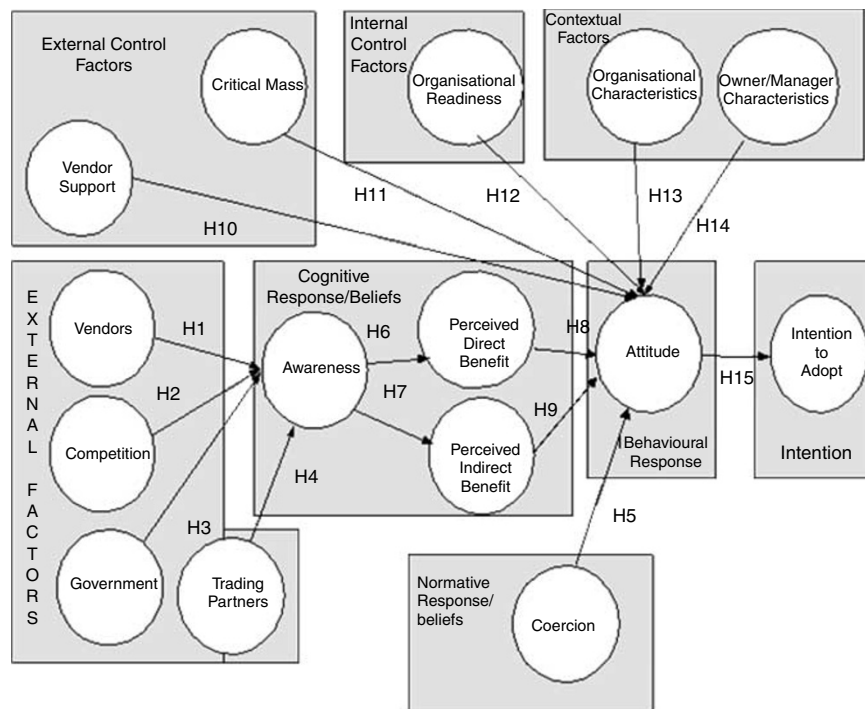 External Control
Factors
Critical Mass
Vendor
Support
Internal
Control
Factors
Organisational
Readiness
Contextual
Factors
Organisational
Characteristics
Owner/Manager
Characteristics
H10
H11
H12
H13
H14
EXTERNAL FACTORS
Vendors
Competition
Government
Trading
Partners
H1
H2
H3
H4
Cognitive
Response/Beliefs
Awareness
H6
H7
Perceived
Direct
Benefit
Perceived
Indirect
Benefit
H8
H9
Attitude
Behavioural
Response
H15
Intention
to
Adopt
Intention
H5
Normative
Response/
beliefs
Coercion